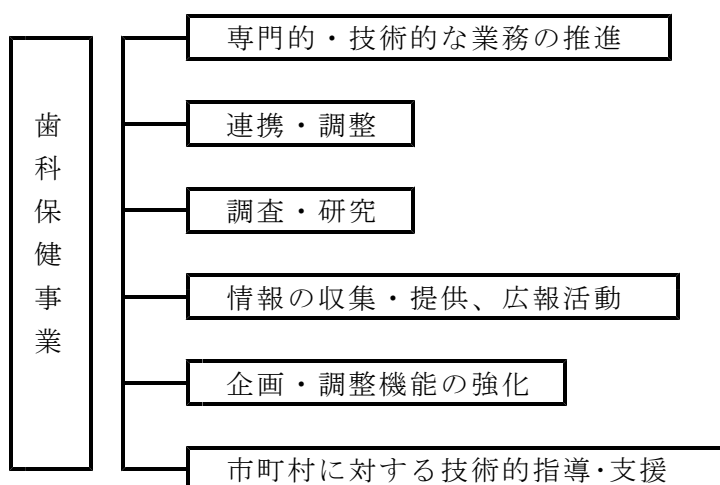 歯科保健事業
専門的・技術的な業務の推進
連携・調整
調査・研究
情報の収集・提供、広報活動
企画・調整機能の強化
市町村に対する技術的指導・支援